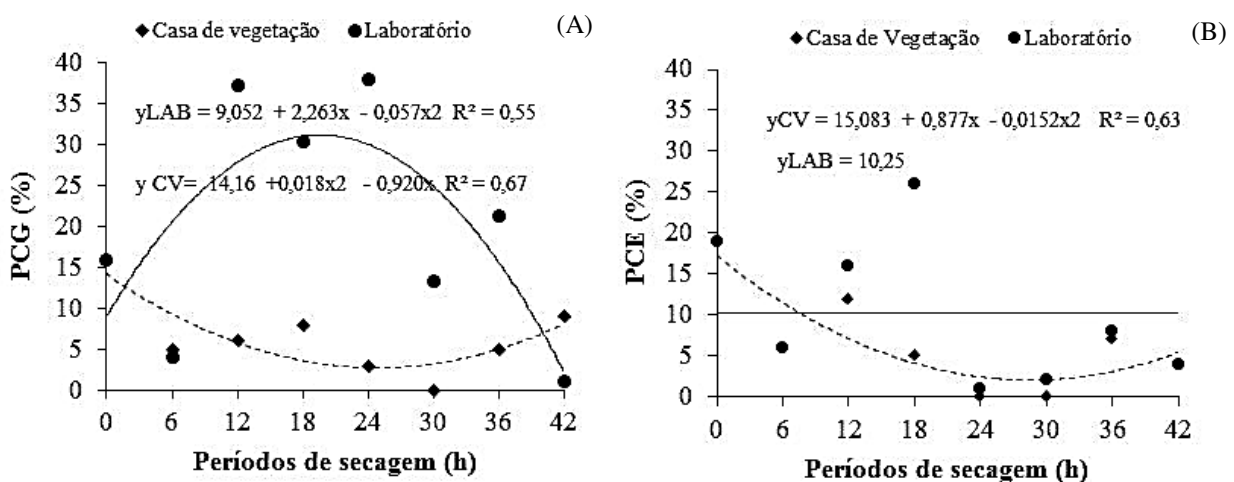 ◆Casa de vegetação ●Laboratório (A)
40
35
30
25
20
15
10
5
0
yLAB = 9,052 + 2,263x - 0,057x2 R² = 0,55
y CV= 14,16 +0,018x2 - 0,920x R² = 0,67
PCG (%)
0 6 12 18 24 30 36 42
Períodos de secagem (h)
◆Casa de Vegetação ●Laboratório (B)
40
35
30
25
20
15
10
5
0
yCV = 15,083 + 0,877x - 0,0152x2 R² = 0,63
yLAB = 10,25
PCE (%)
0 6 12 18 24 30 36 42
Períodos de secagem (h)